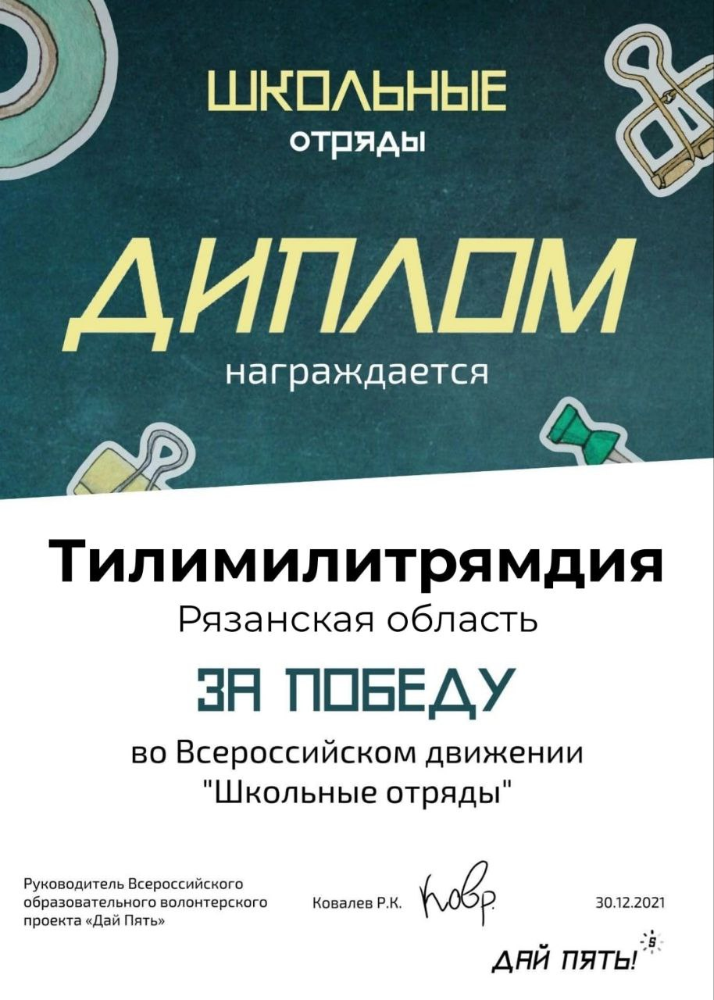 ШКОЛЬНЫЕ
отряды
ДИПЛОМ
награждается
Тилимилитрямдия
Рязанская область
ЗА ПОБЕДУ
во Всероссийском движении
"Школьные отряды"
Руководитель Всероссийского
образовательного волонтерского
проекта «Дай Пять»
Ковалев Р.К.
Ковр.
30.12.2021
ДАЙ ПЯТЬ!
5